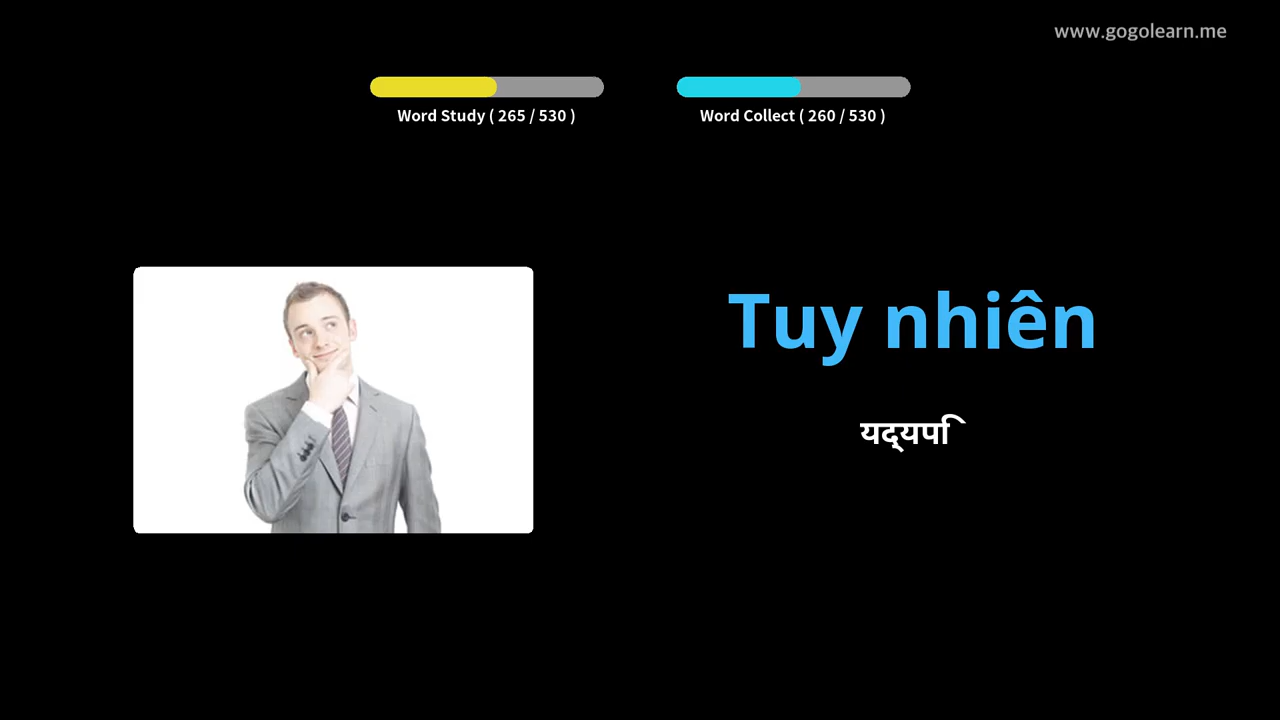 www.gogolearn.me
Word Study ( 265 / 530 )
Word Collect ( 260 / 530 )
Tuy nhiên
यद्यपि